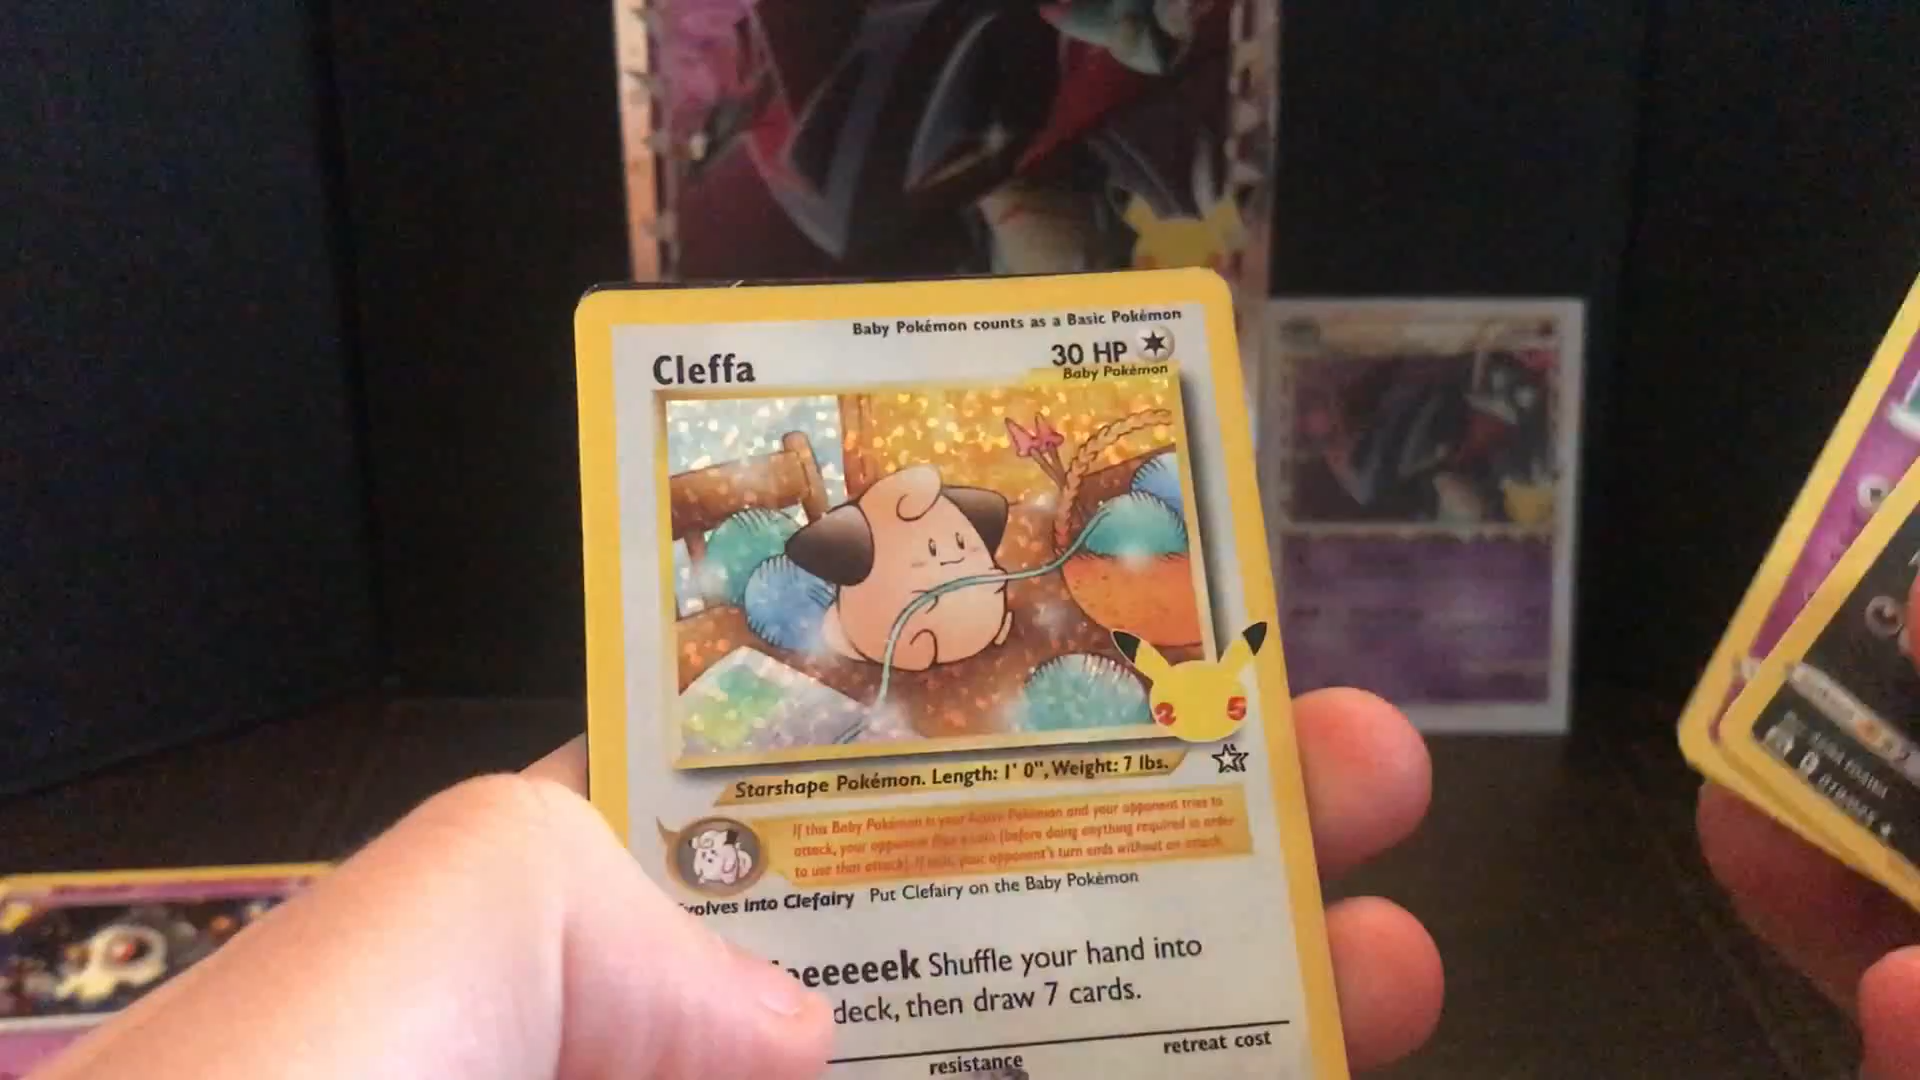 Baby Pokémon counts as a Basic Pokémon
Cleffa
30 HP
Baby Pokémon
2 5
Starshape Pokémon. Length: 1' 0", Weight: 7 lbs.
If this Baby Pokémon is your Active Pokémon and your opponent tries to
attack, your opponent flips a coin (before doing anything required in order
to use that attack). If tails, your opponent's turn ends without an attack.
volves into Clefairy Put Clefairy on the Baby Pokémon
eeeeeek Shuffle your hand into
deck, then draw 7 cards.
resistance
retreat cost